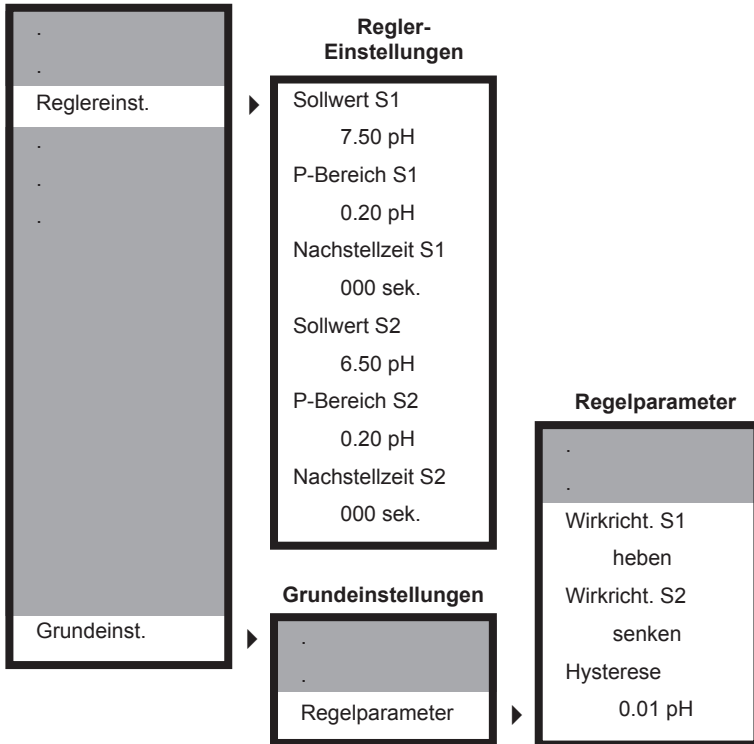 .
.
Reglereinst.
.
.
.
Grundeinst.
Regler-
Einstellungen
Sollwert S1
7.50 pH
P-Bereich S1
0.20 pH
Nachstellzeit S1
000 sek.
Sollwert S2
6.50 pH
P-Bereich S2
0.20 pH
Nachstellzeit S2
000 sek.
Grundeinstellungen
.
.
Regelparameter
Regelparameter
.
.
Wirkricht. S1
heben
Wirkricht. S2
senken
Hysterese
0.01 pH